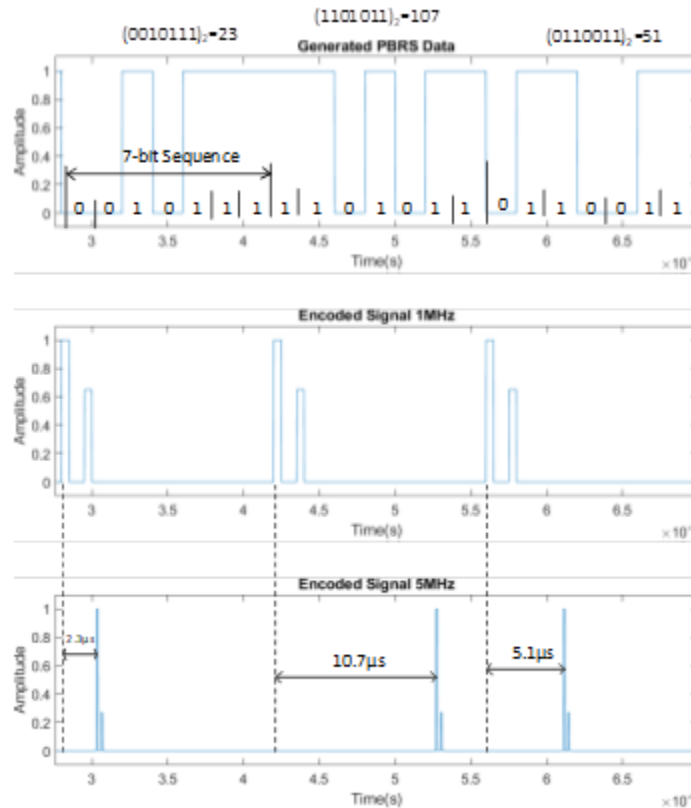 (0010111)₂=23
(1101011)₂=107
(0110011)₂=51
Generated PBRS Data
1
0.8
0.6
0.4
0.2
0
Amplitude
7-bit Sequence
0 0 1 0 1 1 1 1 1 0 1 0 1 1 0 1 1 0 0 1 1
3 3.5 4 4.5 5 5.5 6 6.5
Time(s)
Encoded Signal 1MHz
1
0.8
0.6
0.4
0.2
0
Amplitude
3 3.5 4 4.5 5 5.5 6 6.5
Time(s)
Encoded Signal 5MHz
1
0.8
0.6
0.4
0.2
0
Amplitude
2.3μs
10.7μs
5.1μs
3 3.5 4 4.5 5 5.5 6 6.5
Time(s)